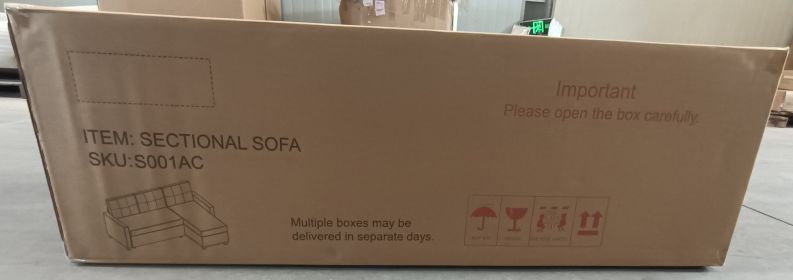 ITEM: SECTIONAL SOFA
SKU:S001AC
Important
Please open the box carefully.
Multiple boxes may be
delivered in separate days.